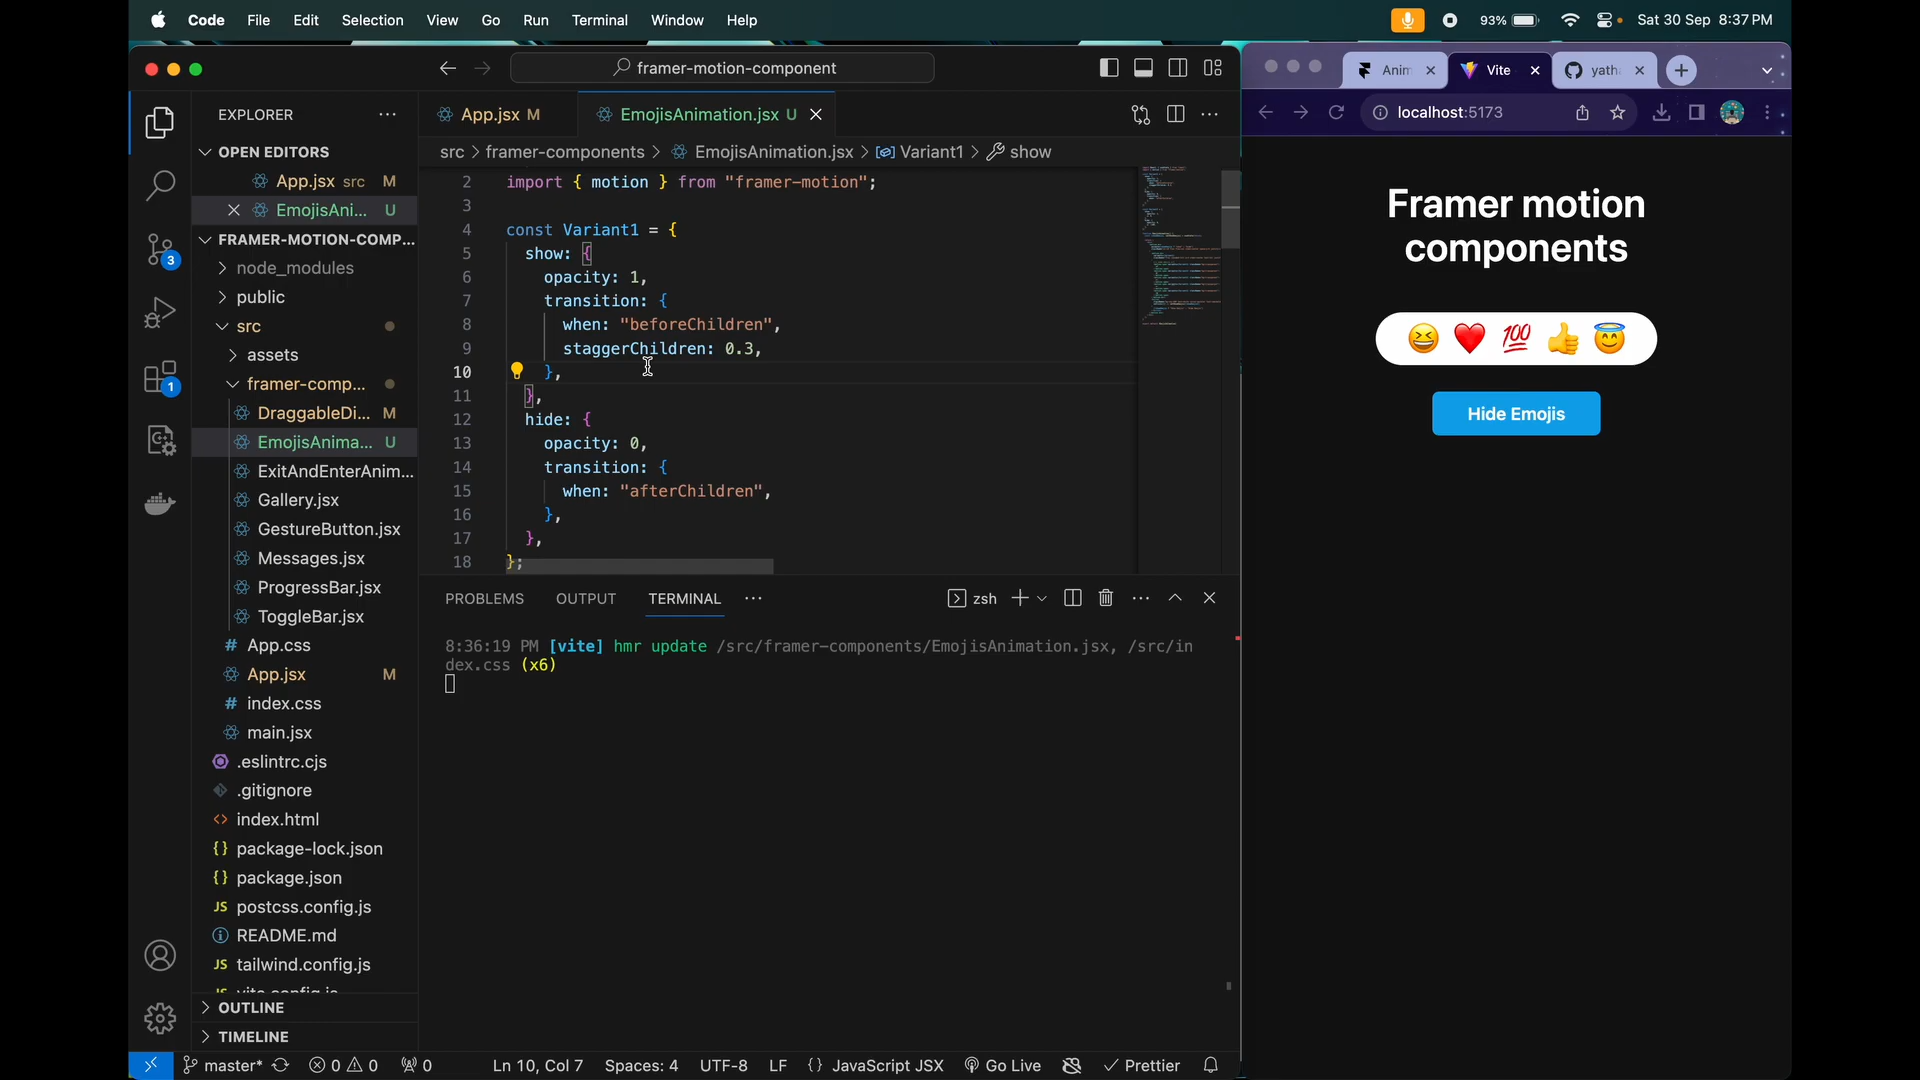 Code File Edit Selection View Go Run Terminal Window Help
93% Sat 30 Sep 8:37 PM
framer-motion-component
EXPLORER
OPEN EDITORS
App.jsx src M
EmojisAni... U
FRAMER-MOTION-COMP...
node_modules
public
src
assets
framer-comp...
DraggableDi... M
EmojisAnima... U
ExitAndEnterAnim...
Gallery.jsx
GestureButton.jsx
Messages.jsx
ProgressBar.jsx
ToggleBar.jsx
# App.css
App.jsx M
# index.css
main.jsx
.eslintrc.cjs
.gitignore
<> index.html
{} package-lock.json
{} package.json
JS postcss.config.js
README.md
JS tailwind.config.js
OUTLINE
TIMELINE
3
1
App.jsx M
EmojisAnimation.jsx U
src > framer-components > EmojisAnimation.jsx > Variant1 > show
2 import { motion } from "framer-motion";
3
4 const Variant1 = {
5 show: {
6 opacity: 1,
7 transition: {
8 when: "beforeChildren",
9 staggerChildren: 0.3,
10 },
11 },
12 hide: {
13 opacity: 0,
14 transition: {
15 when: "afterChildren",
16 },
17 },
18 };
PROBLEMS OUTPUT TERMINAL ... zsh
8:36:19 PM [vite] hmr update /src/framer-components/EmojisAnimation.jsx, /src/in
dex.css (x6)
master* 0 0 0 Ln 10, Col 7 Spaces: 4 UTF-8 LF {} JavaScript JSX Go Live Prettier
Anim Vite yath
localhost:5173
Framer motion
components
😆 ❤️ 💯 👍 😇
Hide Emojis